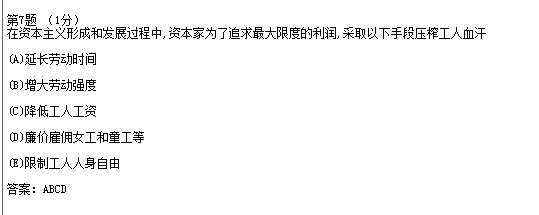 第7题 （1分）
在资本主义形成和发展过程中,资本家为了追求最大限度的利润,采取以下手段压榨工人血汗
(A)延长劳动时间
(B)增大劳动强度
(C)降低工人工资
(D)廉价雇佣女工和童工等
(E)限制工人人身自由
答案：ABCD